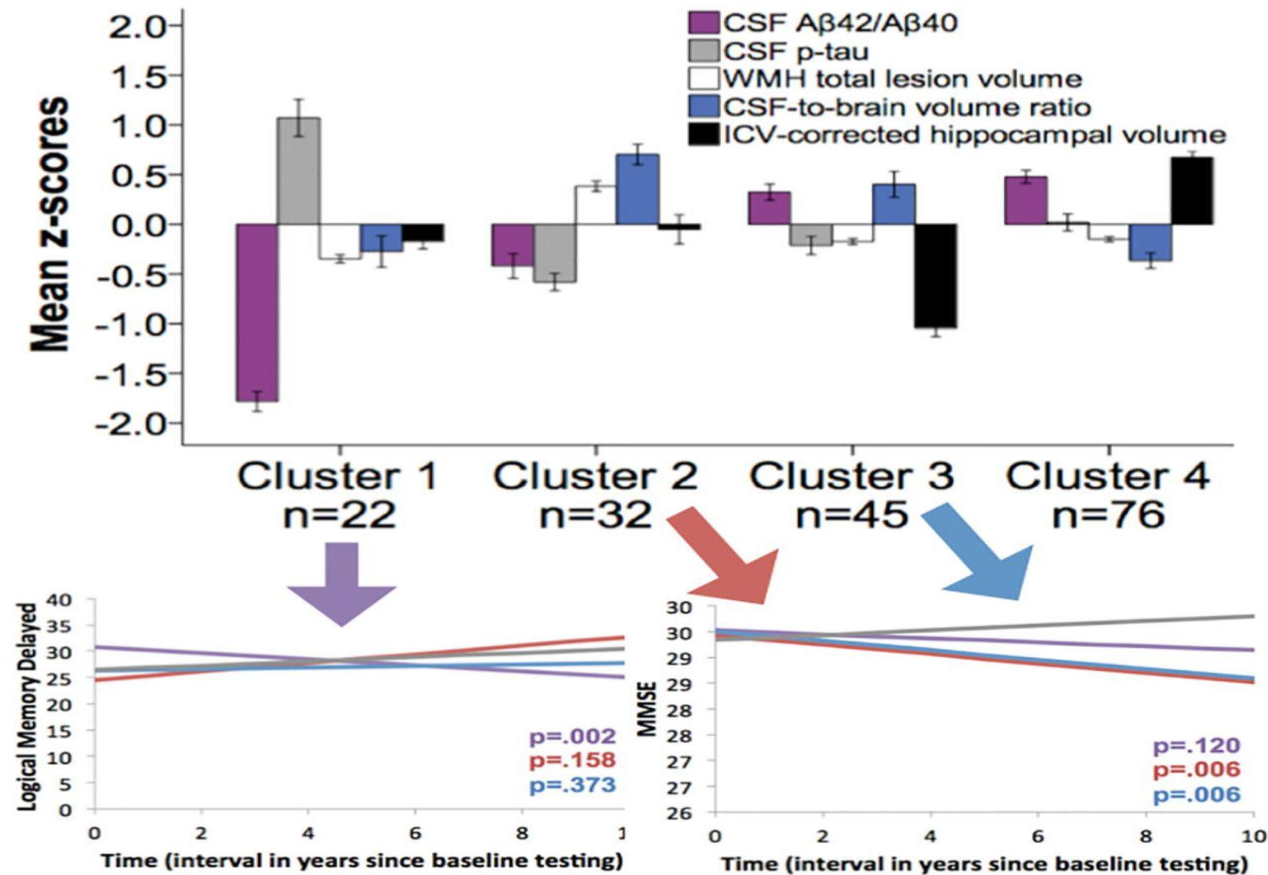 2.0
1.5
1.0
0.5
0.0
-0.5
-1.0
-1.5
-2.0
Mean z-scores
CSF Aβ42/Aβ40
CSF p-tau
WMH total lesion volume
CSF-to-brain volume ratio
ICV-corrected hippocampal volume
Cluster 1
n=22
Cluster 2
n=32
Cluster 3
n=45
Cluster 4
n=76
Logical Memory Delayed
40
35
30
25
20
15
10
5
0
p=.002
p=.158
p=.373
0 2 4 6 8 1
Time (interval in years since baseline testing)
MMSE
30
30
29
29
28
28
27
27
26
p=.120
p=.006
p=.006
0 2 4 6 8 10
Time (interval in years since baseline testing)